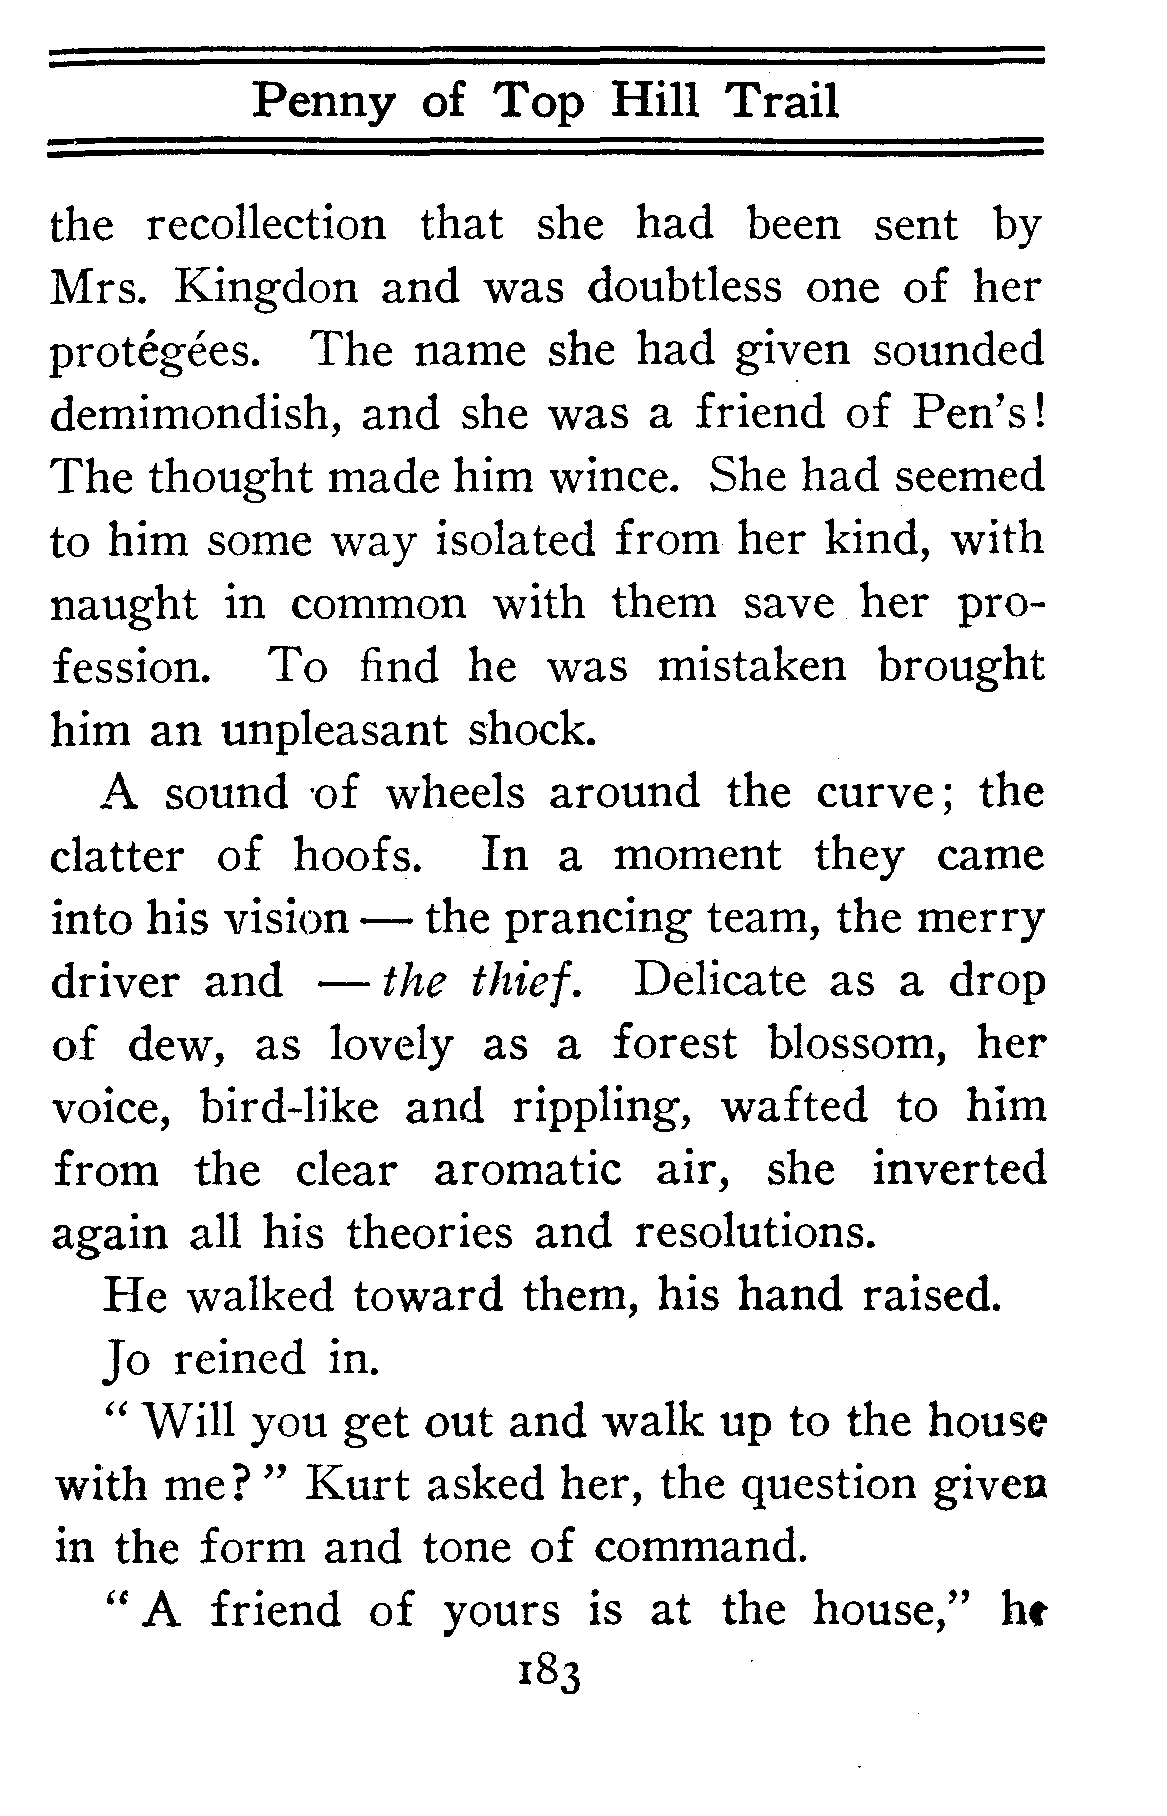 Penny of Top Hill Trail
the recollection that she had been sent by
Mrs. Kingdon and was doubtless one of her
protégées. The name she had given sounded
demimondish, and she was a friend of Pen's!
The thought made him wince. She had seemed
to him some way isolated from her kind, with
naught in common with them save her pro-
fession. To find he was mistaken brought
him an unpleasant shock.
A sound of wheels around the curve; the
clatter of hoofs. In a moment they came
into his vision — the prancing team, the merry
driver and — the thief. Delicate as a drop
of dew, as lovely as a forest blossom, her
voice, bird-like and rippling, wafted to him
from the clear aromatic air, she inverted
again all his theories and resolutions.
He walked toward them, his hand raised.
Jo reined in.
"Will you get out and walk up to the house
with me?" Kurt asked her, the question given
in the form and tone of command.
"A friend of yours is at the house," he
183